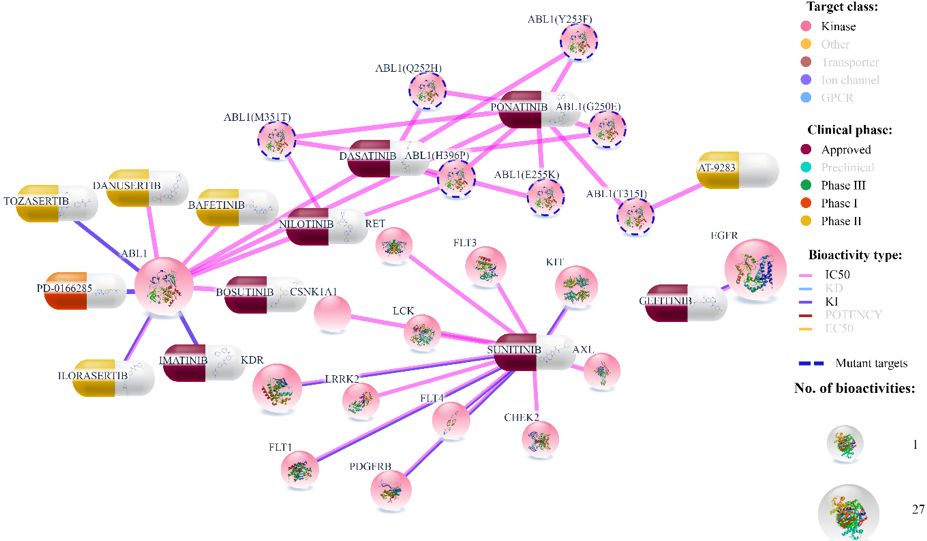 Target class:
Kinase
Other
Transporter
Ion channel
GPCR
Clinical phase:
Approved
Preclinical
Phase III
Phase I
Phase II
Bioactivity type:
IC50
KD
KI
POTENCY
EC50
Mutant targets
No. of bioactivities:
1
27
ABL1(Y253F)
ABL1(Q252H)
PONATINIB
ABL1(G250E)
ABL1(M351T)
DASATINIB
ABL1(H396P)
AT-9283
ABL1(E255K)
ABL1(T315I)
DANUSERTIB
TOZASERTIB
BAFETINIB
NILOTINIB
RET
EGFR
FLT3
ABL1
KIT
PD-0166285
BOSUTINIB
CSNK1A1
GEFITINIB
LCK
SUNITINIB
AXL
IMATINIB
KDR
ILORASERTIB
LRRK2
FLT4
CHEK2
FLT1
PDGFRB